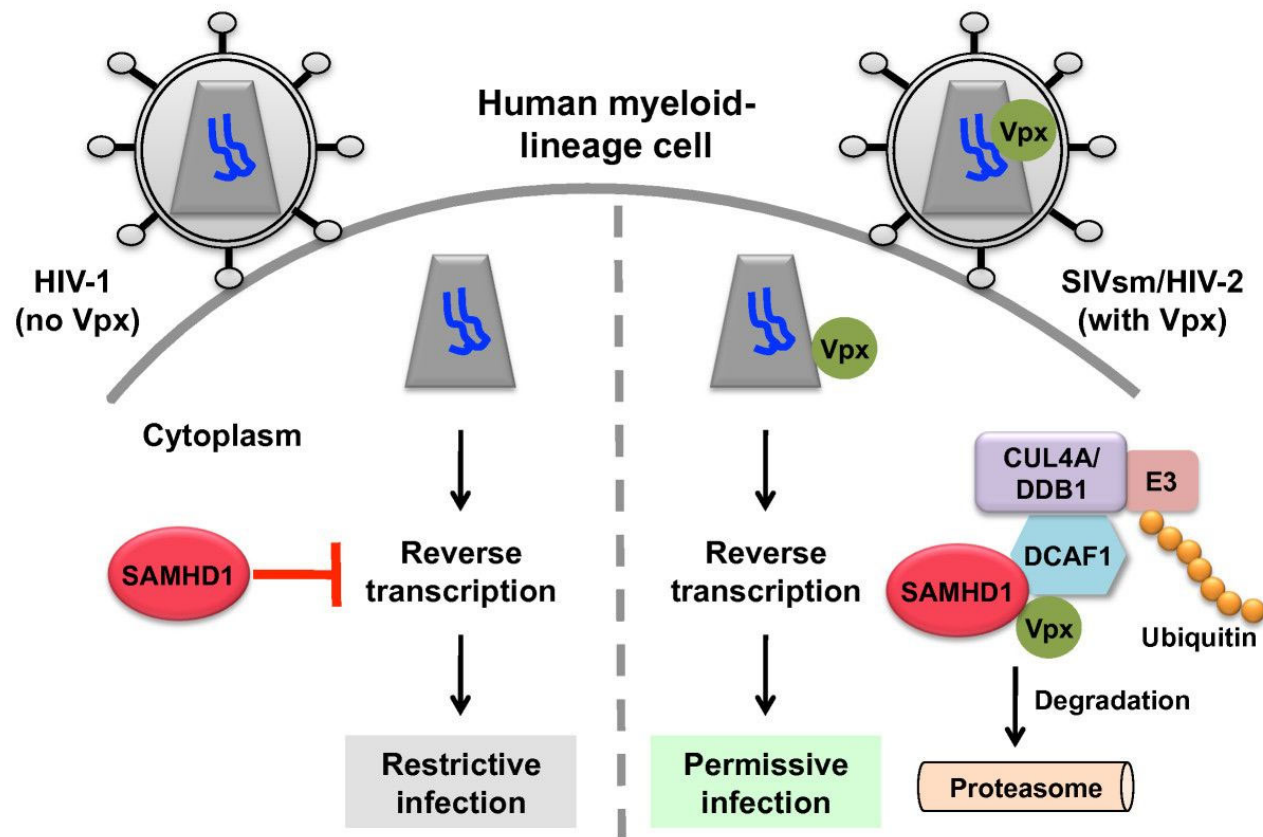 Human myeloid-
lineage cell
Vpx
HIV-1
(no Vpx)
SIVsm/HIV-2
(with Vpx)
Vpx
Cytoplasm
SAMHD1
Reverse
transcription
Restrictive
infection
Reverse
transcription
Permissive
infection
CUL4A/
DDB1
E3
DCAF1
SAMHD1
Vpx
Ubiquitin
Degradation
Proteasome